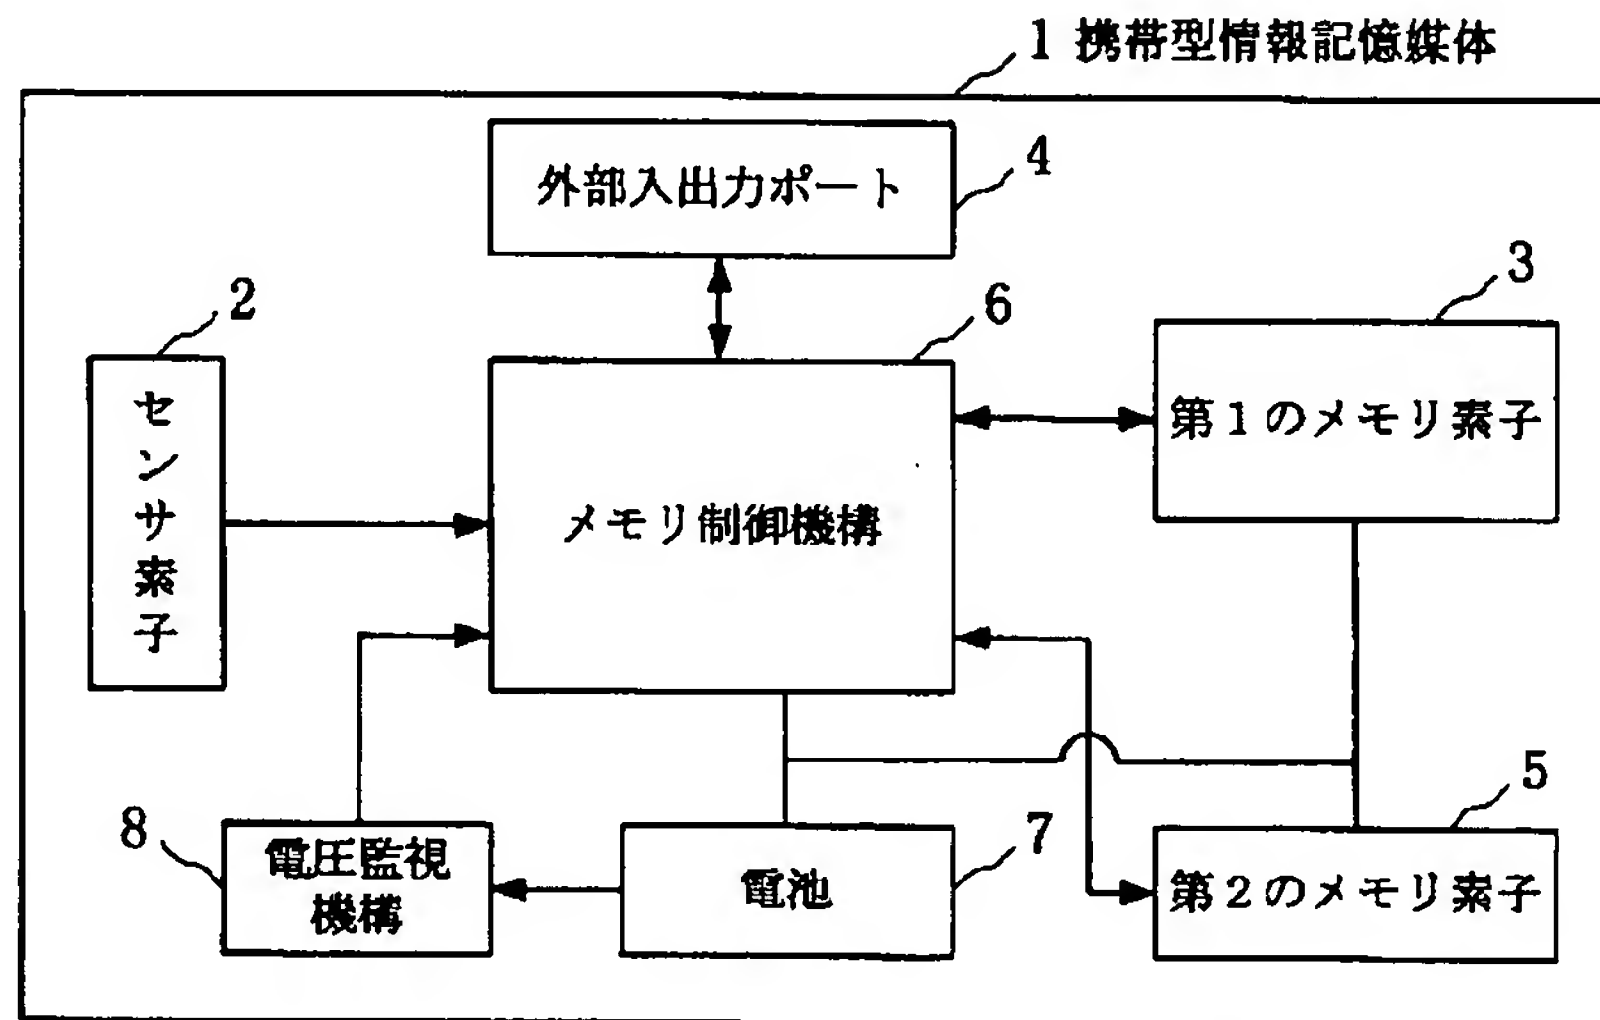 1 携帯型情報記憶媒体
外部入出力ポート
4
2
6
3
センサ素子
メモリ制御機構
第1のメモリ素子
8
電圧監視
機構
電池
7
5
第2のメモリ素子